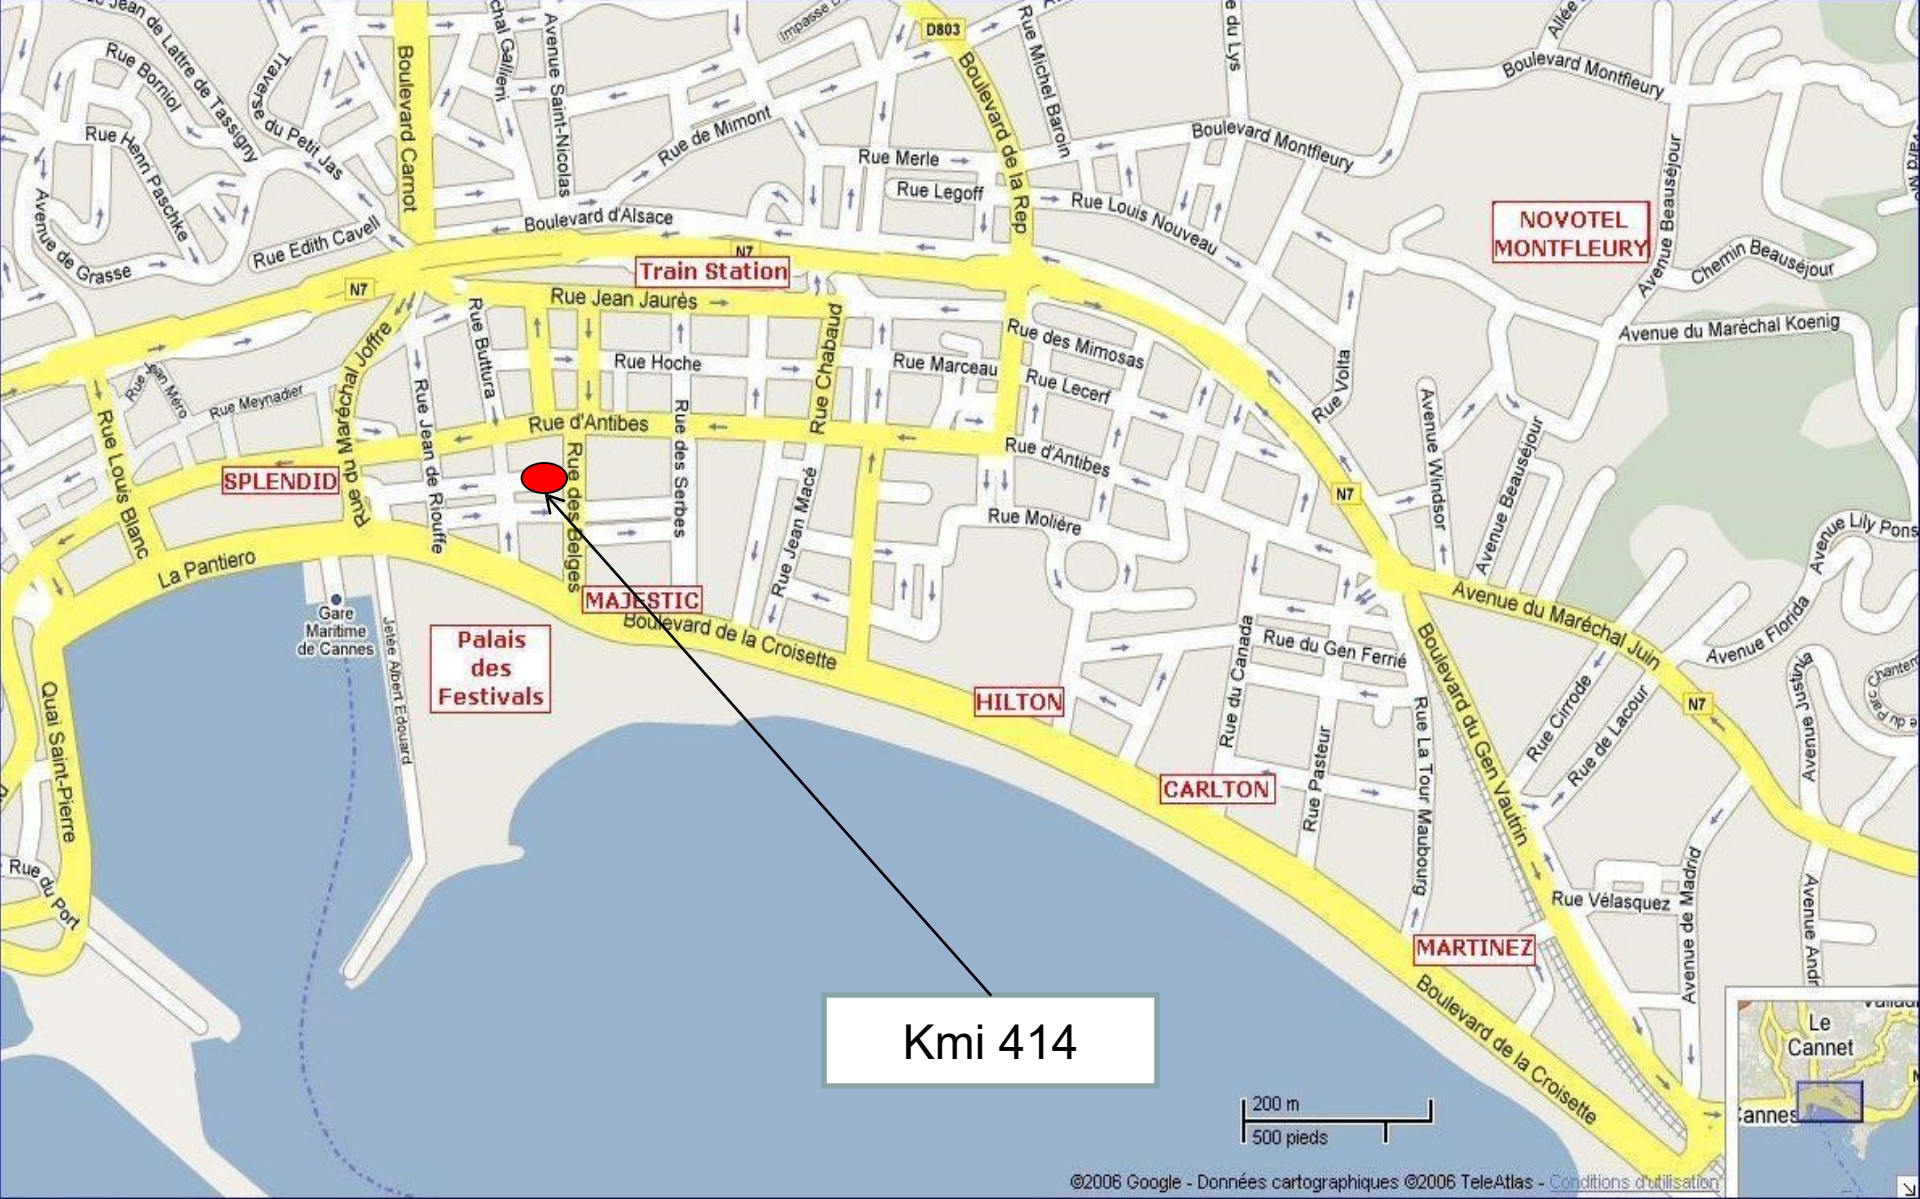 Jean de Lattre de Tassigny
Rue Borniol
Traverse du Petit Jas
Boulevard Carnot
Avenue Saint-Nicolas
D803
Boulevard de la Rep
Rue Michel Baroin
Boulevard Montfleury
Rue Henri Paschke
Rue de Mimont
Rue Merle
Boulevard Montfleury
Rue Legoff
Rue Louis Nouveau
Avenue Beauséjour
Avenue de Grasse
Rue Edith Cavell
Boulevard d'Alsace
N7
NOVOTEL
MONTFLEURY
Chemin Beauséjour
N7
Train Station
Rue Jean Jaurès
Rue Buttura
Rue Chabaud
Rue des Mimosas
Avenue du Maréchal Koenig
Rue du Maréchal Joffre
Rue Hoche
Rue Marceau
Rue Lecerf
Rue Volta
Rue Jean Méro
Rue Meynadier
Rue Jean de Riouffe
Rue d'Antibes
Rue des Serbes
Rue d'Antibes
Avenue Windsor
Avenue Beauséjour
Rue Louis Blanc
SPLENDID
Rue des Belges
Rue Jean Macé
N7
Rue Molière
Avenue Lily Pons
La Pantiero
MAJESTIC
Boulevard de la Croisette
Avenue du Maréchal Juin
Avenue Florida
Gare
Maritime
de Cannes
Jetée Albert Edouard
Palais
des
Festivals
Rue du Canada
Rue du Gen Ferrié
Boulevard du Gen Vautrin
Quai Saint-Pierre
HILTON
Rue La Tour Maubourg
Rue Cirrode
Rue de Lacour
N7
Avenue Justinia
CARLTON
Rue Pasteur
Rue du Port
Rue Vélasquez
Avenue de Madrid
MARTINEZ
Boulevard de la Croisette
Kmi 414
Le
Cannet
200 m
500 pieds
©2006 Google - Données cartographiques ©2006 TeleAtlas - Conditions d'utilisation